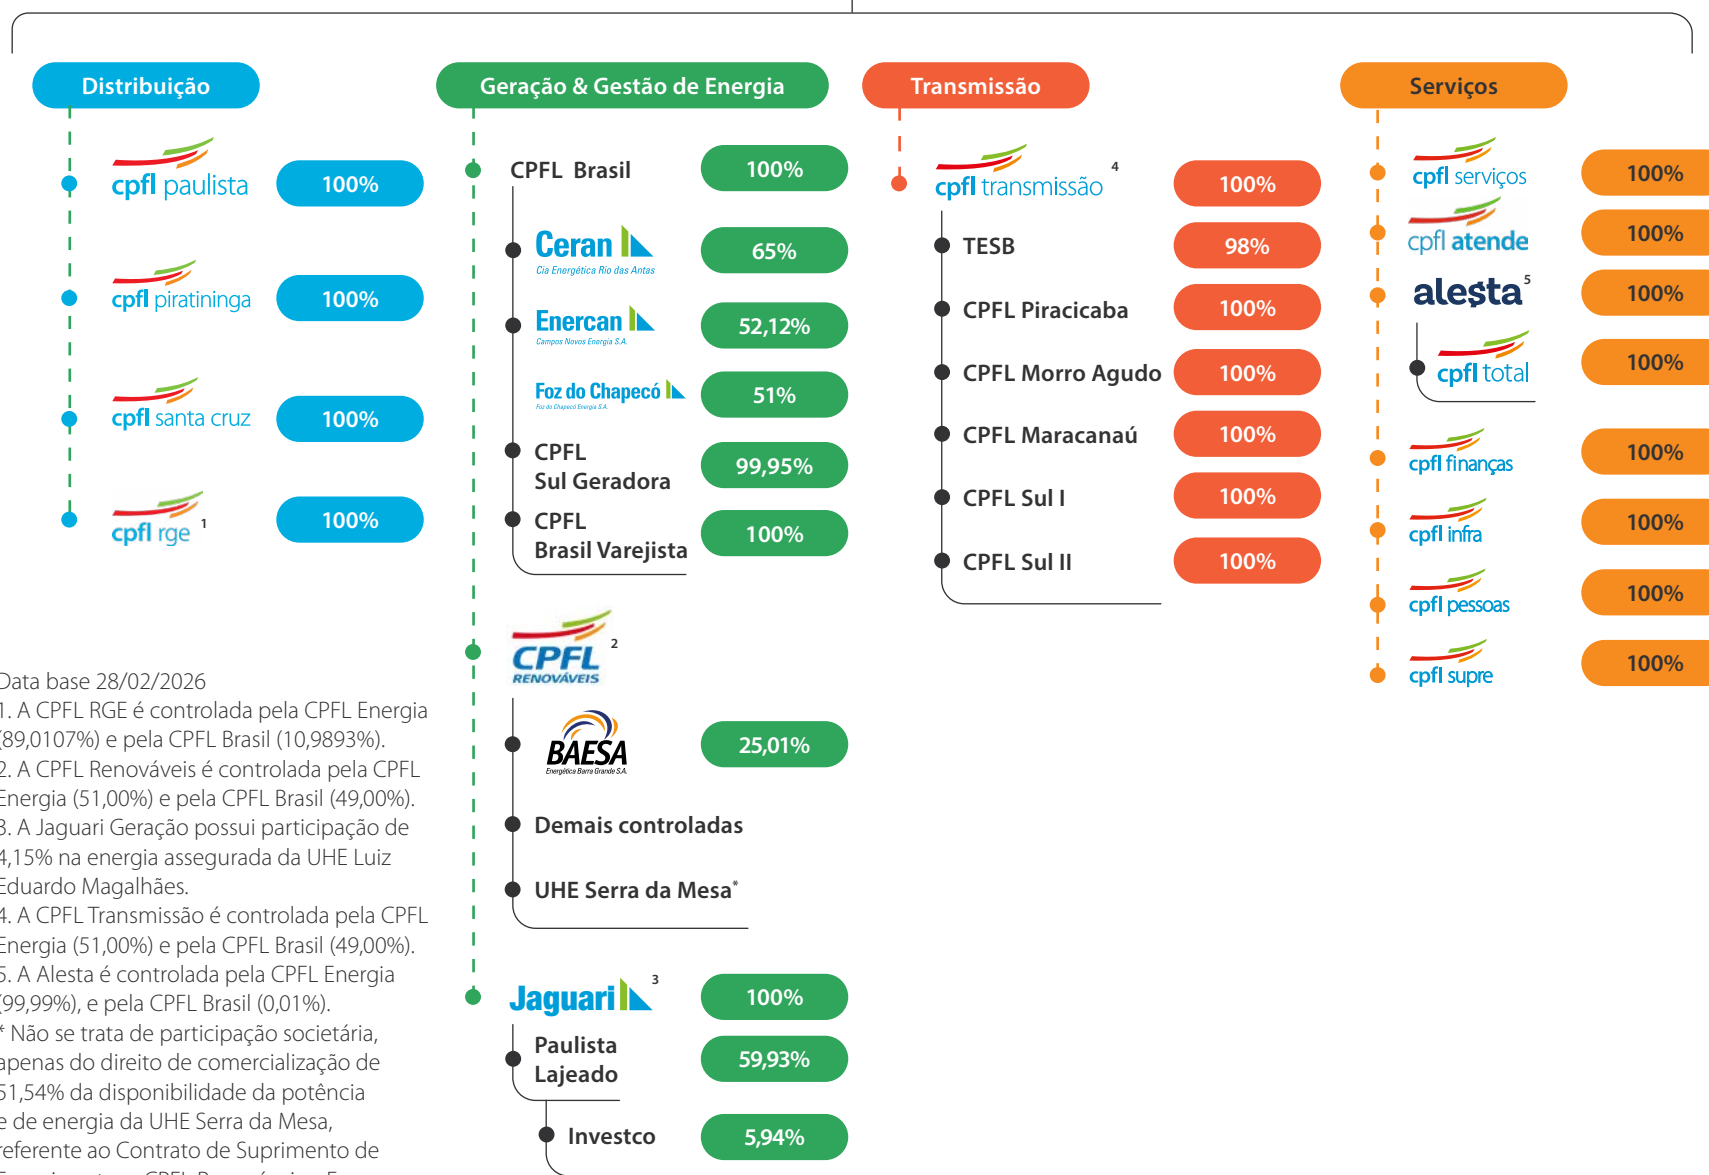 Distribuição
cpfl paulista
100%
cpfl piratininga
100%
cpfl santa cruz
100%
cpfl rge 1
100%
Geração & Gestão de Energia
CPFL Brasil
100%
Ceran
Cia Energética Rio das Antas
65%
Enercan
Campos Novos Energia S.A.
52,12%
Foz do Chapecó
Foz do Chapecó Energia S.A.
51%
CPFL
Sul Geradora
99,95%
CPFL
Brasil Varejista
100%
CPFL 2
RENOVÁVEIS
BAESA
Energética Barra Grande S.A.
25,01%
Demais controladas
UHE Serra da Mesa*
Jaguari 3
100%
Paulista
Lajeado
59,93%
Investco
5,94%
Transmissão
cpfl transmissão 4
100%
TESB
98%
CPFL Piracicaba
100%
CPFL Morro Agudo
100%
CPFL Maracanaú
100%
CPFL Sul I
100%
CPFL Sul II
100%
Serviços
cpfl serviços
100%
cpfl atende
100%
alesta 5
100%
cpfl total
100%
cpfl finanças
100%
cpfl infra
100%
cpfl pessoas
100%
cpfl supre
100%
Data base 28/02/2026
1. A CPFL RGE é controlada pela CPFL Energia
(89,0107%) e pela CPFL Brasil (10,9893%).
2. A CPFL Renováveis é controlada pela CPFL
Energia (51,00%) e pela CPFL Brasil (49,00%).
3. A Jaguari Geração possui participação de
4,15% na energia assegurada da UHE Luiz
Eduardo Magalhães.
4. A CPFL Transmissão é controlada pela CPFL
Energia (51,00%) e pela CPFL Brasil (49,00%).
5. A Alesta é controlada pela CPFL Energia
(99,99%), e pela CPFL Brasil (0,01%).
* Não se trata de participação societária,
apenas do direito de comercialização de
51,54% da disponibilidade da potência
e de energia da UHE Serra da Mesa,
referente ao Contrato de Suprimento de